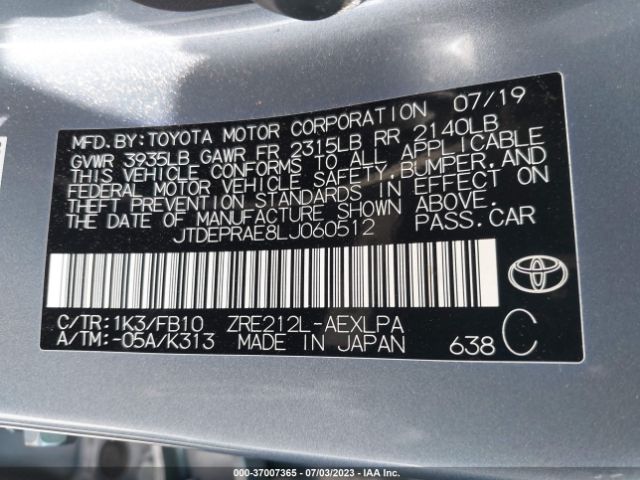 07/19
MFD.BY:TOYOTA MOTOR CORPORATION
GVWR 3935LB GAWR FR 2315LB RR 2140LB
THIS VEHICLE CONFORMS TO ALL APPLICABLE
FEDERAL MOTOR VEHICLE SAFETY,BUMPER,AND
THEFT PREVENTION STANDARDS IN EFFECT ON
THE DATE OF MANUFACTURE SHOWN ABOVE.
JTDEPRAE8LJ060512 PASS.CAR
C/TR:1K3/FB10 ZRE212L-AEXLPA
A/TM:-05A/K313 MADE IN JAPAN 638 C
000-37007365 - 07/03/2023 - IAA Inc.